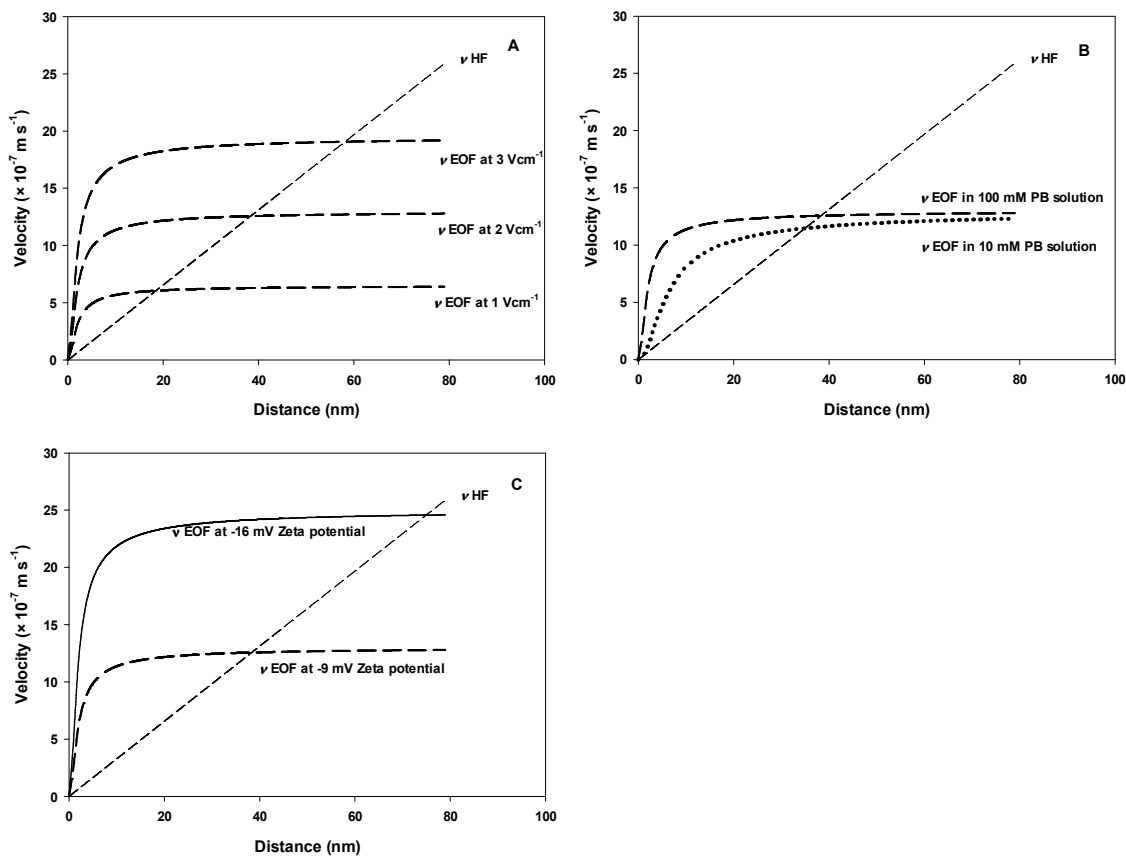 A
30
25
20
15
10
5
0
Velocity (× 10⁻⁷ m s⁻¹)
ν HF
ν EOF at 3 Vcm⁻¹
ν EOF at 2 Vcm⁻¹
ν EOF at 1 Vcm⁻¹
0 20 40 60 80 100
Distance (nm)
B
30
25
20
15
10
5
0
Velocity (× 10⁻⁷ m s⁻¹)
ν HF
ν EOF in 100 mM PB solution
ν EOF in 10 mM PB solution
0 20 40 60 80 100
Distance (nm)
C
30
25
20
15
10
5
0
Velocity (× 10⁻⁷ m s⁻¹)
ν HF
ν EOF at -16 mV Zeta potential
ν EOF at -9 mV Zeta potential
0 20 40 60 80 100
Distance (nm)